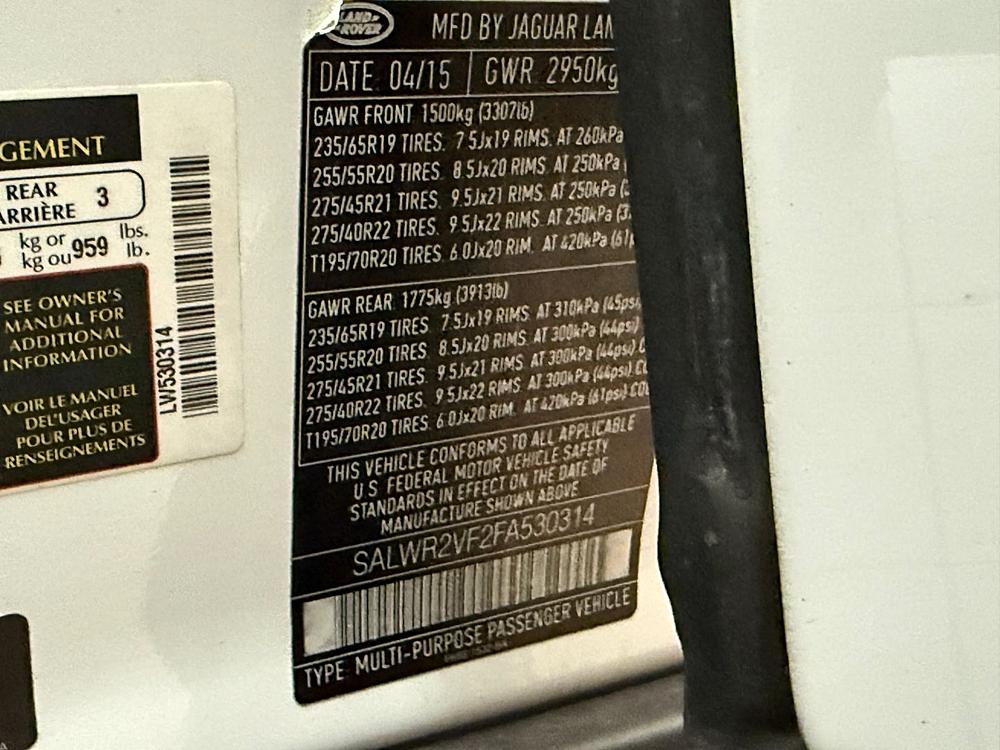 GEMENT
REAR
ARRIÈRE 3
kg or 959 lbs.
kg ou lb.
SEE OWNER'S
MANUAL FOR
ADDITIONAL
INFORMATION
VOIR LE MANUEL
DEL'USAGER
POUR PLUS DE
RENSEIGNEMENTS
LW530314
LAND-
ROVER
MFD BY JAGUAR LAN
DATE 04/15 GWR 2950kg
GAWR FRONT 1500kg (3307lb)
235/65R19 TIRES. 7.5Jx19 RIMS. AT 260kPa
255/55R20 TIRES. 8.5Jx20 RIMS. AT 250kPa
275/45R21 TIRES. 9.5Jx21 RIMS. AT 250kPa
275/40R22 TIRES. 9.5Jx22 RIMS. AT 250kPa (3
T195/70R20 TIRES. 6.0Jx20 RIM. AT 420kPa (61p
GAWR REAR 1775kg (3913lb)
235/65R19 TIRES. 7.5Jx19 RIMS. AT 310kPa (45psi)
255/55R20 TIRES. 8.5Jx20 RIMS. AT 300kPa (44psi)
275/45R21 TIRES. 9.5Jx21 RIMS. AT 300kPa (44psi) C
275/40R22 TIRES. 9.5Jx22 RIMS. AT 300kPa (44psi) CO
T195/70R20 TIRES. 6.0Jx20 RIM. AT 420kPa (61psi) COL
THIS VEHICLE CONFORMS TO ALL APPLICABLE
U.S FEDERAL MOTOR VEHICLE SAFETY
STANDARDS IN EFFECT ON THE DATE OF
MANUFACTURE SHOWN ABOVE
SALWR2VF2FA530314
TYPE: MULTI-PURPOSE PASSENGER VEHICLE